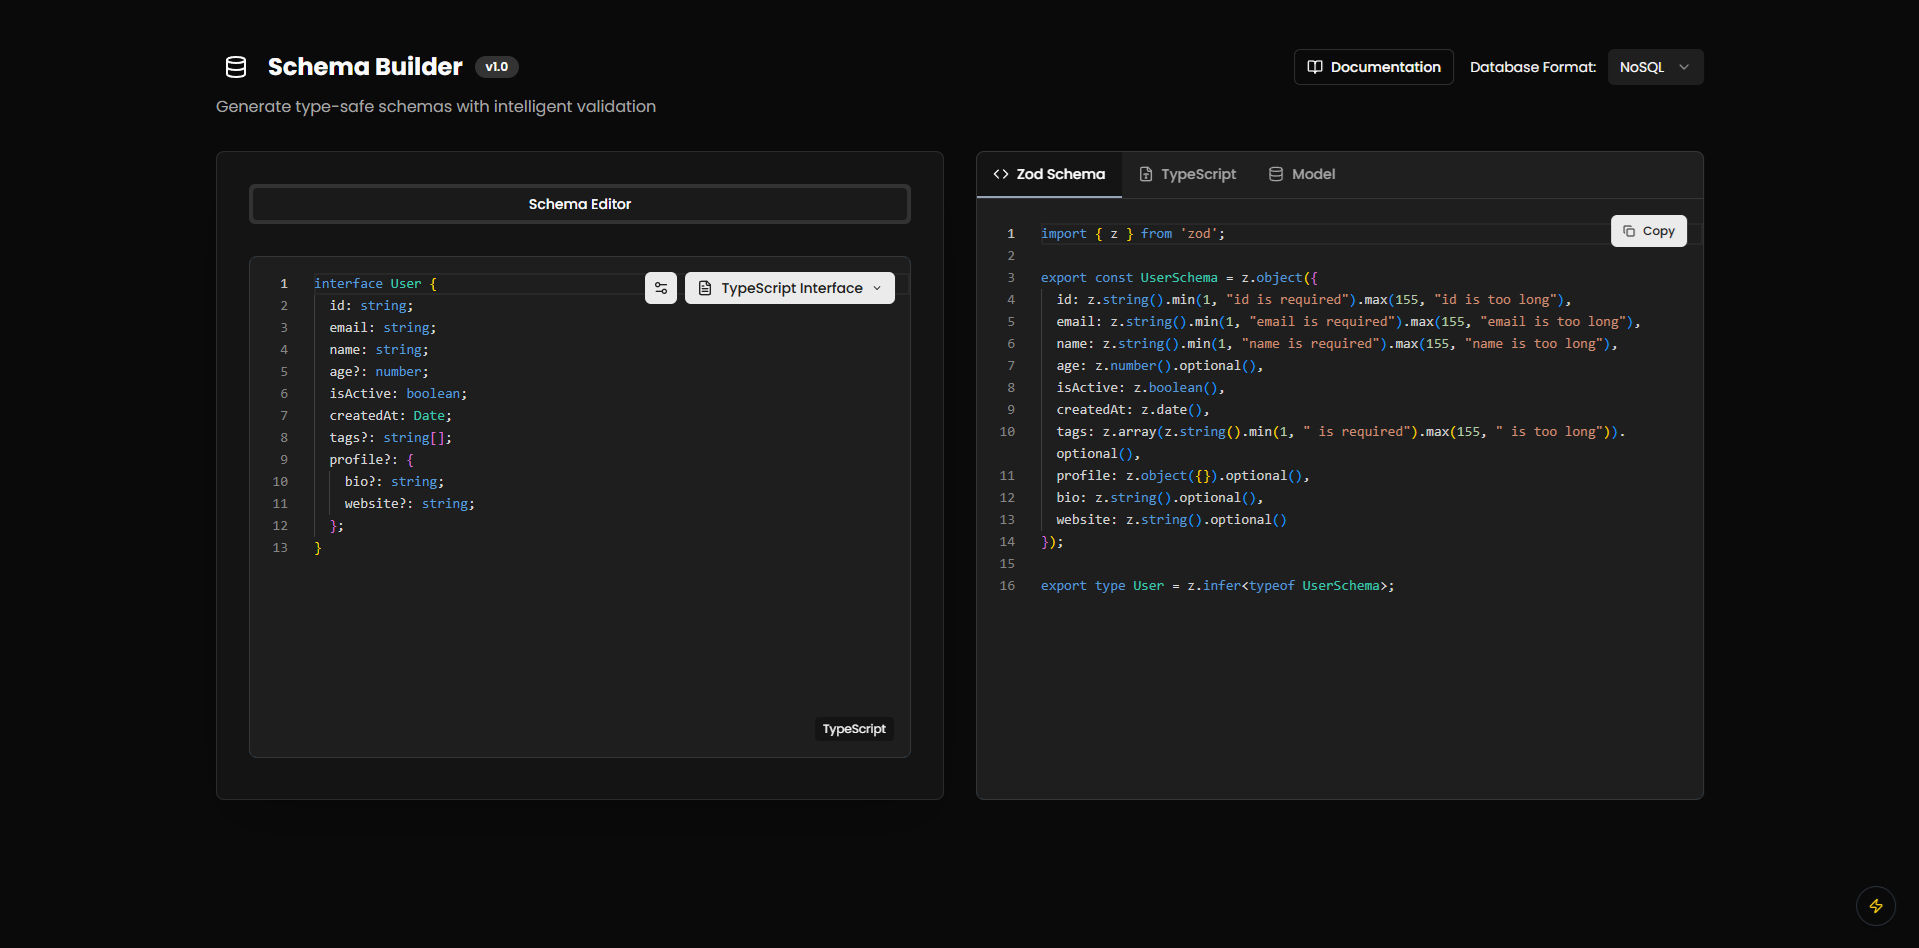 Schema Builder v1.0
Generate type-safe schemas with intelligent validation
Documentation
Database Format:
NoSQL
Schema Editor
TypeScript Interface
1 interface User {
2   id: string;
3   email: string;
4   name: string;
5   age?: number;
6   isActive: boolean;
7   createdAt: Date;
8   tags?: string[];
9   profile?: {
10     bio?: string;
11     website?: string;
12   };
13 }
TypeScript
Zod Schema
TypeScript
Model
Copy
1 import { z } from 'zod';
2
3 export const UserSchema = z.object({
4   id: z.string().min(1, "id is required").max(155, "id is too long"),
5   email: z.string().min(1, "email is required").max(155, "email is too long"),
6   name: z.string().min(1, "name is required").max(155, "name is too long"),
7   age: z.number().optional(),
8   isActive: z.boolean(),
9   createdAt: z.date(),
10   tags: z.array(z.string().min(1, " is required").max(155, " is too long")).
optional(),
11   profile: z.object({}).optional(),
12   bio: z.string().optional(),
13   website: z.string().optional()
14 });
15
16 export type User = z.infer<typeof UserSchema>;